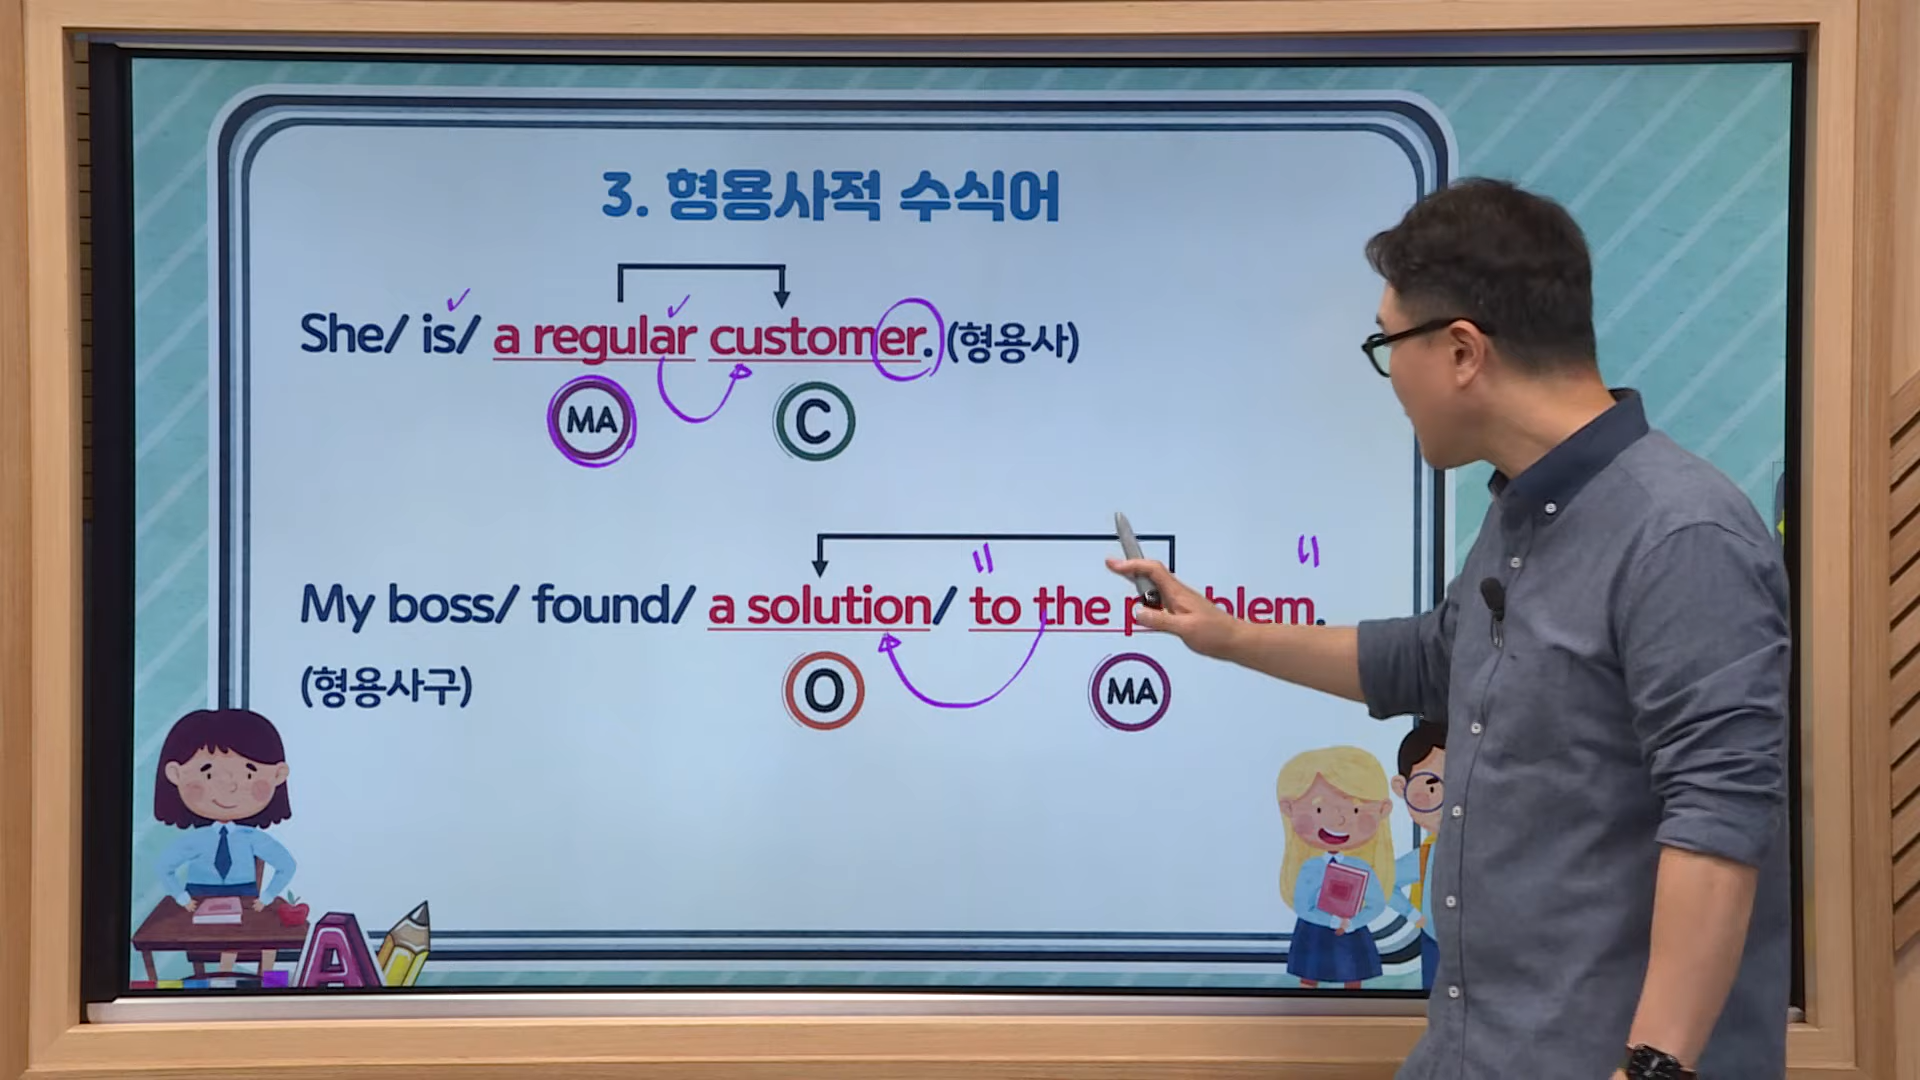 3. 형용사적 수식어
She/ is/ a regular customer. (형용사)
MA C
My boss/ found/ a solution/ to the problem.
(형용사구) O MA
A